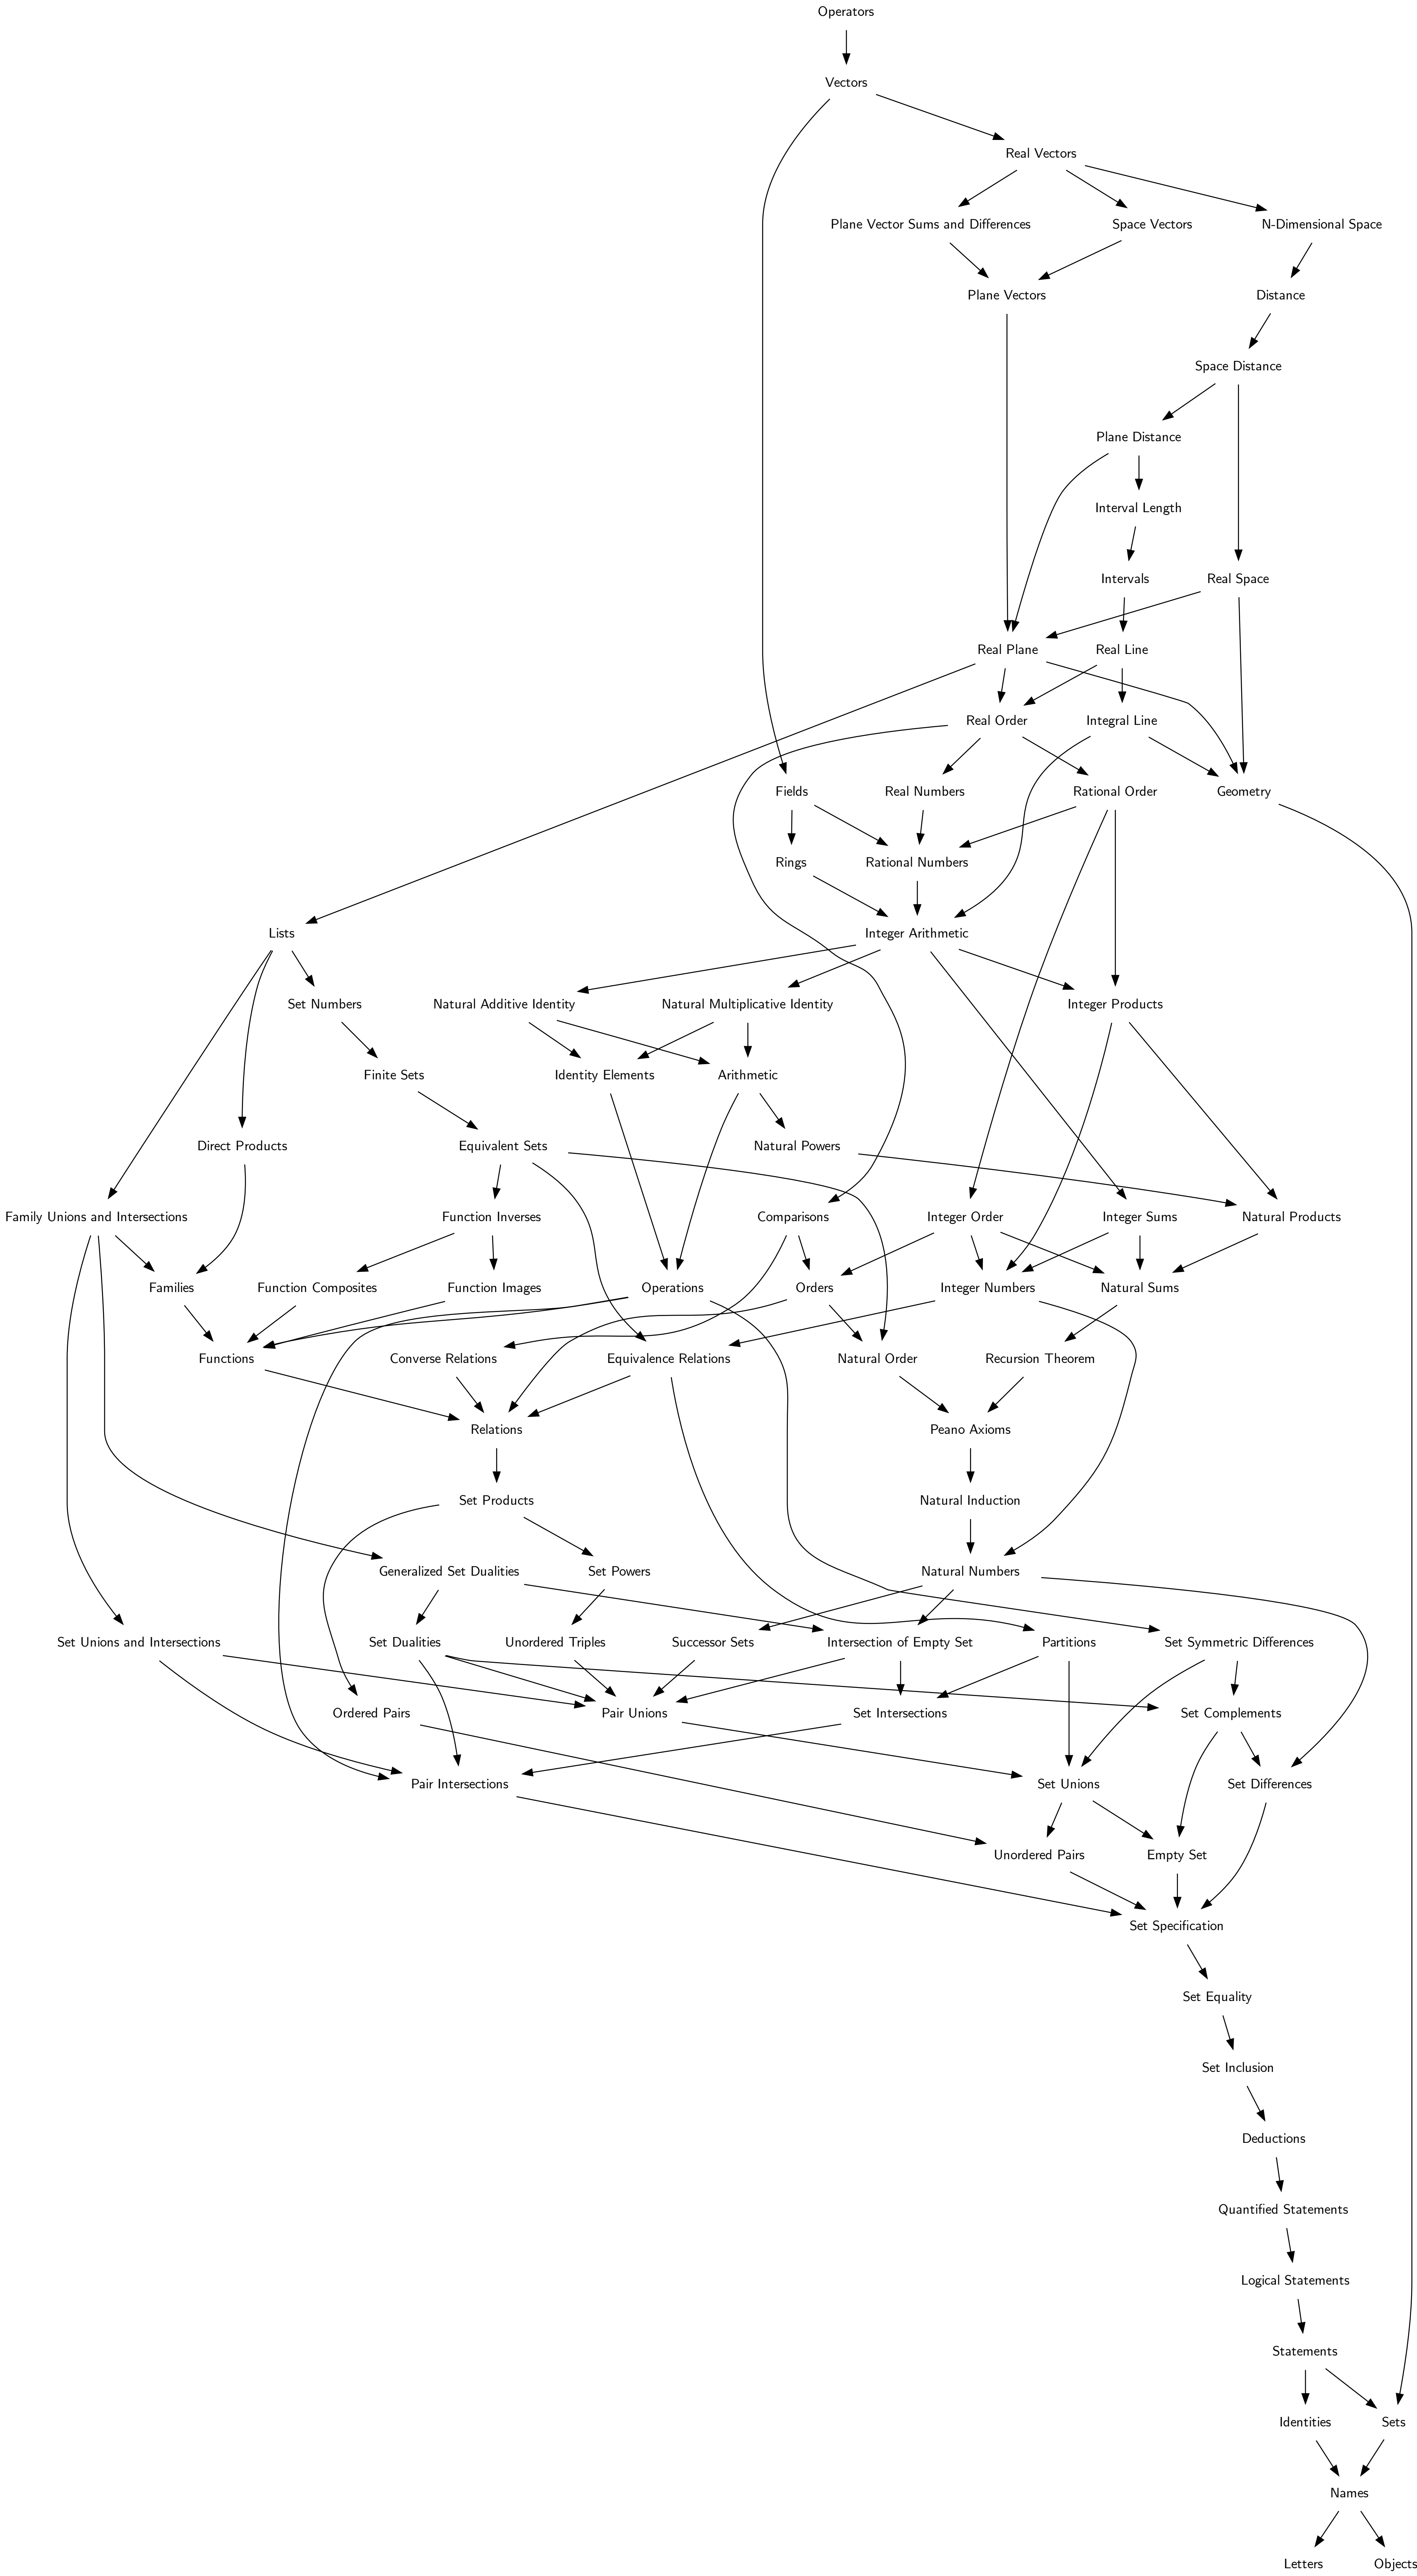 Operators
Vectors
Real Vectors
Plane Vector Sums and Differences
Space Vectors
N-Dimensional Space
Plane Vectors
Distance
Space Distance
Plane Distance
Interval Length
Intervals
Real Space
Real Plane
Real Line
Real Order
Integral Line
Fields
Real Numbers
Rational Order
Geometry
Rings
Rational Numbers
Lists
Integer Arithmetic
Set Numbers
Natural Additive Identity
Natural Multiplicative Identity
Integer Products
Finite Sets
Identity Elements
Arithmetic
Direct Products
Equivalent Sets
Natural Powers
Family Unions and Intersections
Function Inverses
Comparisons
Integer Order
Integer Sums
Natural Products
Families
Function Composites
Function Images
Operations
Orders
Integer Numbers
Natural Sums
Functions
Converse Relations
Equivalence Relations
Natural Order
Recursion Theorem
Relations
Peano Axioms
Set Products
Natural Induction
Generalized Set Dualities
Set Powers
Natural Numbers
Set Unions and Intersections
Set Dualities
Unordered Triples
Successor Sets
Intersection of Empty Set
Partitions
Set Symmetric Differences
Ordered Pairs
Pair Unions
Set Intersections
Set Complements
Pair Intersections
Set Unions
Set Differences
Unordered Pairs
Empty Set
Set Specification
Set Equality
Set Inclusion
Deductions
Quantified Statements
Logical Statements
Statements
Identities
Sets
Names
Letters
Objects